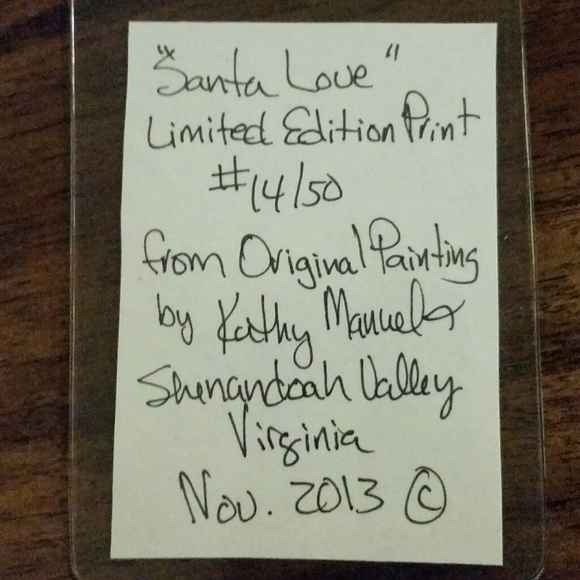 "Santa Love"
Limited Edition Print
#14/50
from Original Painting
by Kathy Manuel
Shenandoah Valley
Virginia
Nov. 2013 ©